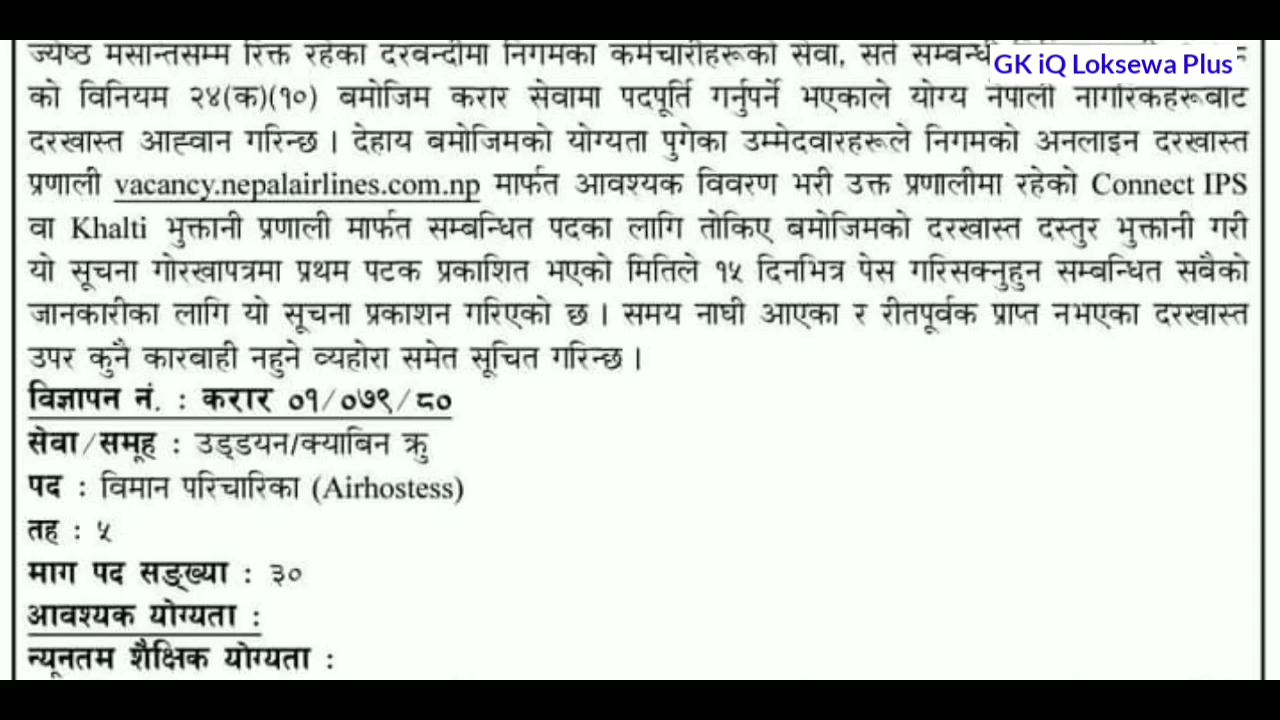 ज्येष्ठ मसान्तसम्म रिक्त रहेका दरवन्दीमा निगमका कर्मचारीहरूको सेवा, सर्त सम्बन्धी
GK iQ Loksewa Plus
को विनियम २४(क)(१०) बमोजिम करार सेवामा पदपूर्ति गर्नुपर्ने भएकाले योग्य नेपाली नागरिकहरूबाट
दरखास्त आह्वान गरिन्छ । देहाय बमोजिमको योग्यता पुगेका उम्मेदवारहरूले निगमको अनलाइन दरखास्त
प्रणाली vacancy.nepalairlines.com.np मार्फत आवश्यक विवरण भरी उक्त प्रणालीमा रहेको Connect IPS
वा Khalti भुक्तानी प्रणाली मार्फत सम्बन्धित पदका लागि तोकिए बमोजिमको दरखास्त दस्तुर भुक्तानी गरी
यो सूचना गोरखापत्रमा प्रथम पटक प्रकाशित भएको मितिले १५ दिनभित्र पेस गरिसक्नुहुन सम्बन्धित सबैको
जानकारीका लागि यो सूचना प्रकाशन गरिएको छ । समय नाघी आएका र रीतपूर्वक प्राप्त नभएका दरखास्त
उपर कुनै कारबाही नहुने व्यहोरा समेत सूचित गरिन्छ ।
विज्ञापन नं. : करार ०१/०७९/८०
सेवा/समूह : उड्डयन/क्याबिन क्रु
पद : विमान परिचारिका (Airhostess)
तह : ५
माग पद सङ्ख्या : ३०
आवश्यक योग्यता :
न्यूनतम शैक्षिक योग्यता :